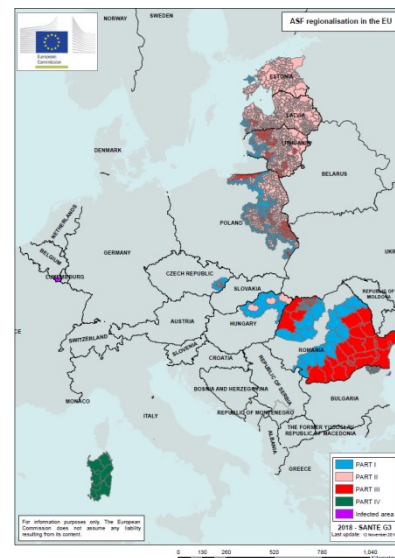 ASF regionalisation in the EU
European
Commission
NORWAY
SWEDEN
ESTONIA
LATVIA
LITHUANIA
DENMARK
BELARUS
NETHERLANDS
POLAND
BELGIUM
GERMANY
LUXEMBOURG
CZECH REPUBLIC
SLOVAKIA
REPUBLIC OF
MOLDOVA
AUSTRIA
HUNGARY
SWITZERLAND
SLOVENIA
ROMANIA
CROATIA
BOSNIA AND HERZEGOVINA
REPUBLIC OF SERBIA
MONACO
ITALY
REPUBLIC OF MONTENEGRO
BULGARIA
ALBANIA
THE FORMER YUGOSLAV
REPUBLIC OF MACEDONIA
GREECE
PART I
PART II
PART III
PART IV
Infected area
For information purposes only. The European
Commission does not assume any liability
resulting from its content.
2018 - SANTE G3
0 130 260 520 780 1,040